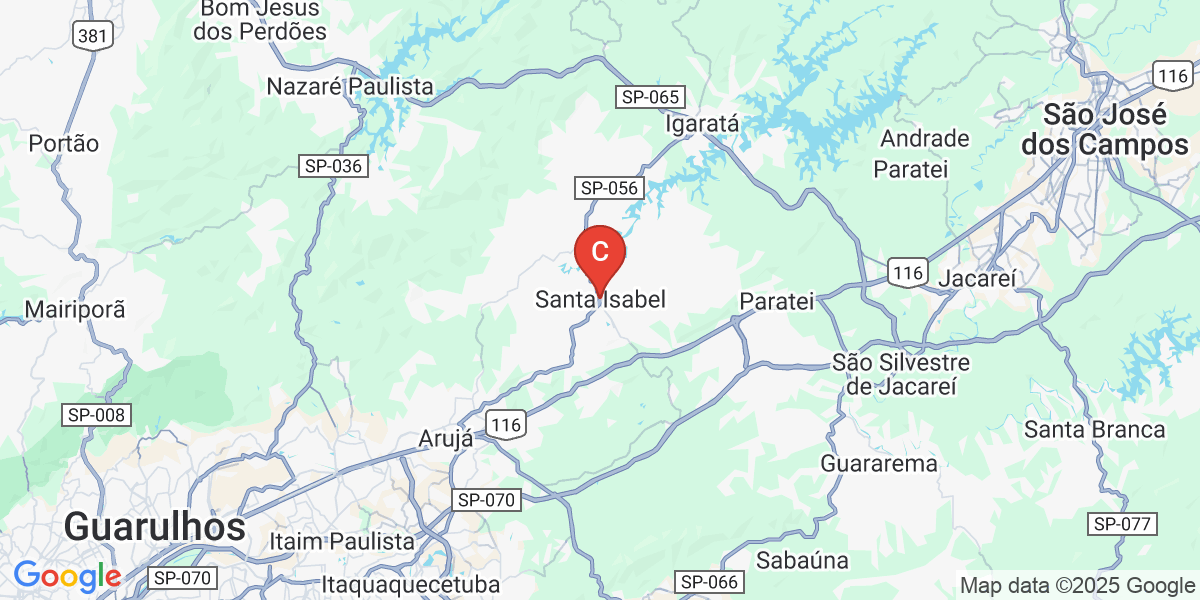 Bom Jesus
dos Perdões
381
116
Nazaré Paulista
SP-065
São José
dos Campos
Igaratá
Portão
Andrade
Paratei
SP-036
SP-056
C
116
Jacareí
Santa Isabel
Paratei
Mairiporã
São Silvestre
de Jacareí
SP-008
116
Arujá
Santa Branca
Guararema
SP-070
Guarulhos
SP-077
Itaim Paulista
Sabaúna
Google
SP-070
Itaquaquecetuba
SP-066
Map data ©2025 Google